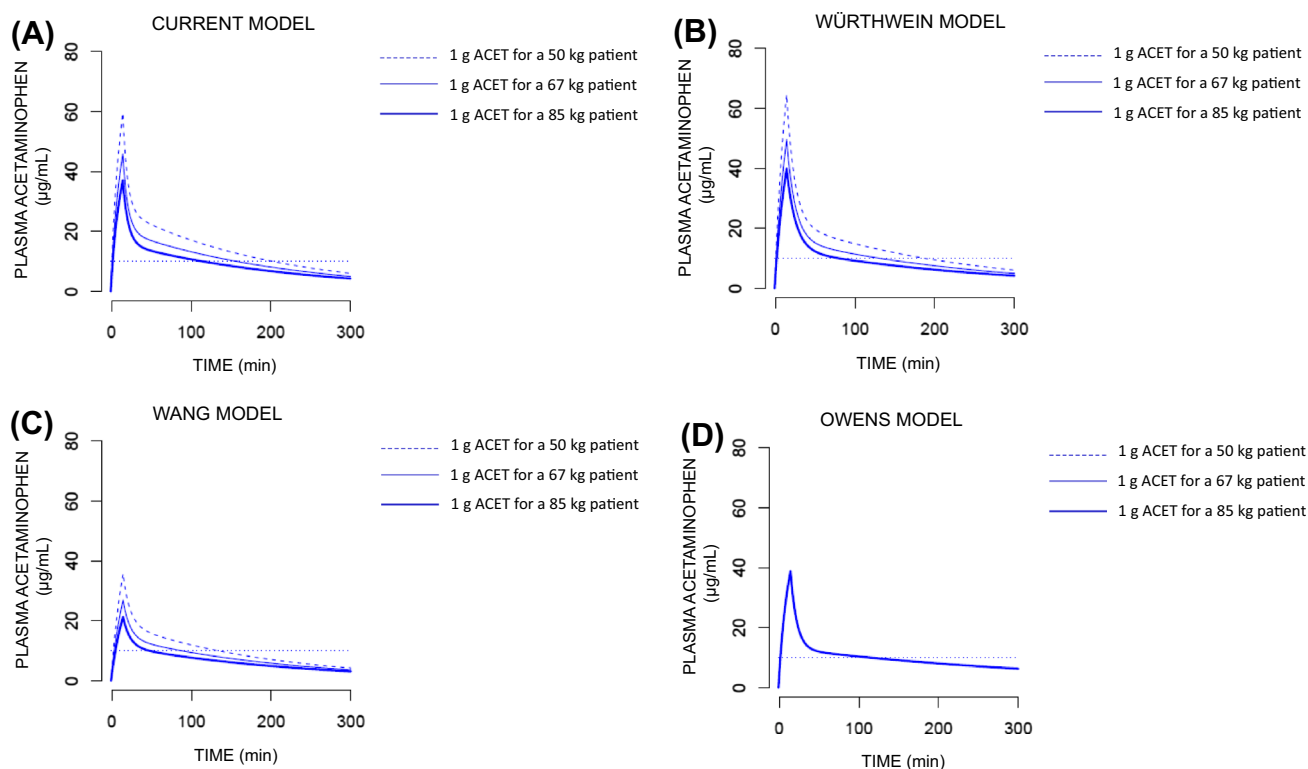 (A)
CURRENT MODEL
PLASMA ACETAMINOPHEN
(µg/mL)
80
60
40
20
0
0 100 200 300
TIME (min)
1 g ACET for a 50 kg patient
1 g ACET for a 67 kg patient
1 g ACET for a 85 kg patient
(B)
WÜRTHWEIN MODEL
PLASMA ACETAMINOPHEN
(µg/mL)
80
60
40
20
0
0 100 200 300
TIME (min)
1 g ACET for a 50 kg patient
1 g ACET for a 67 kg patient
1 g ACET for a 85 kg patient
(C)
WANG MODEL
PLASMA ACETAMINOPHEN
(µg/mL)
80
60
40
20
0
0 100 200 300
TIME (min)
1 g ACET for a 50 kg patient
1 g ACET for a 67 kg patient
1 g ACET for a 85 kg patient
(D)
OWENS MODEL
PLASMA ACETAMINOPHEN
(µg/mL)
80
60
40
20
0
0 100 200 300
TIME (min)
1 g ACET for a 50 kg patient
1 g ACET for a 67 kg patient
1 g ACET for a 85 kg patient